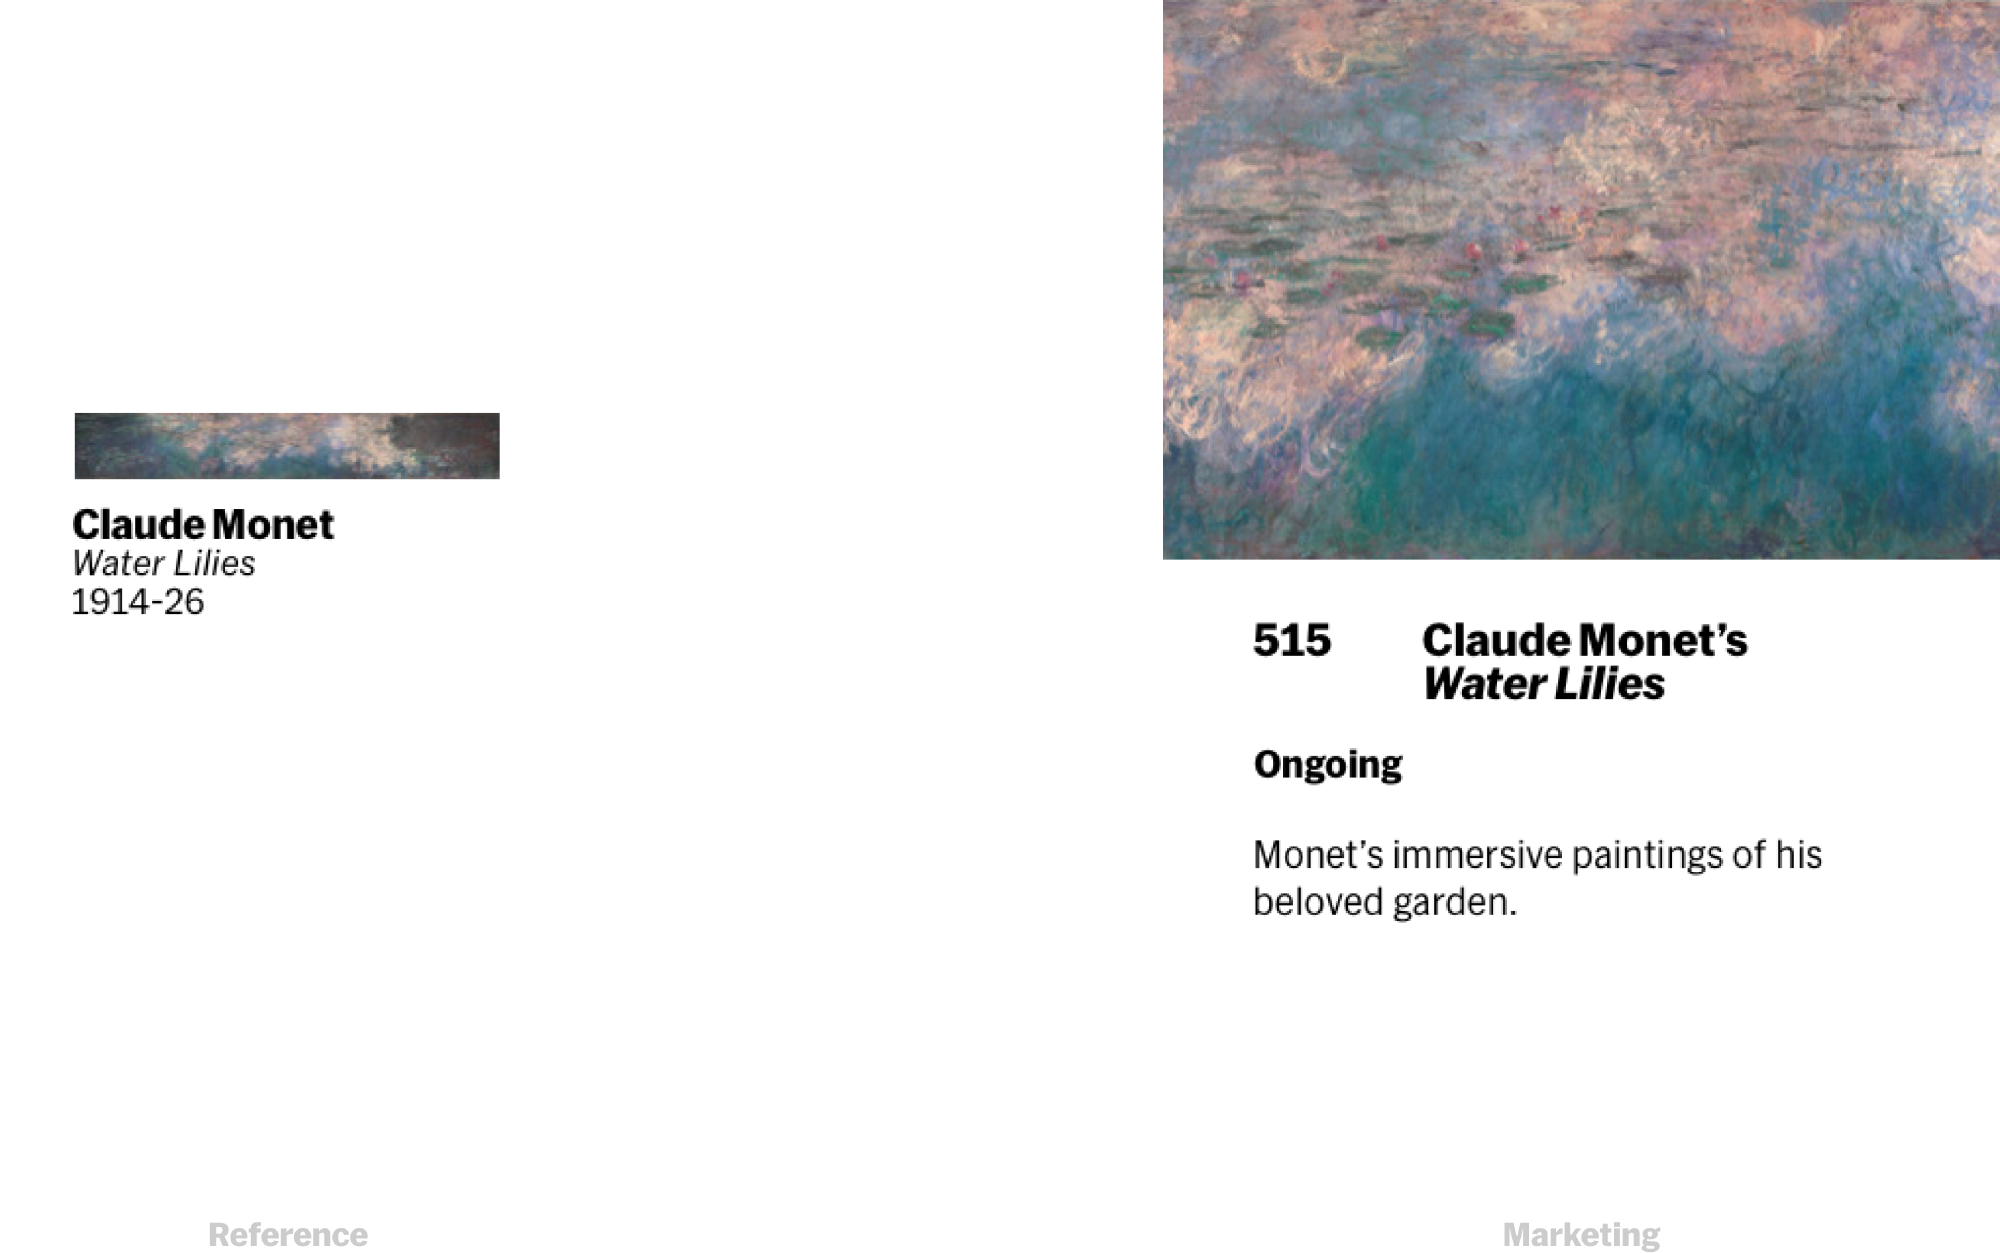 Claude Monet
Water Lilies
1914-26
Reference
515 Claude Monet’s
Water Lilies
Ongoing
Monet’s immersive paintings of his
beloved garden.
Marketing